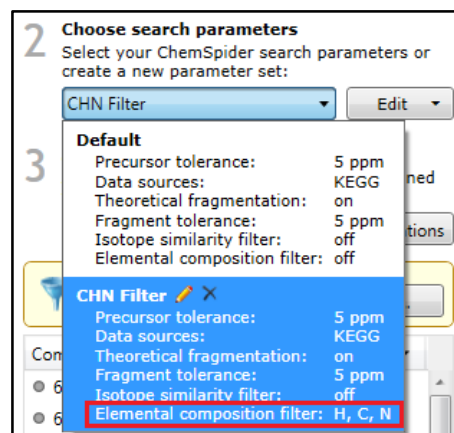 2 Choose search parameters
Select your ChemSpider search parameters or
create a new parameter set:
CHN Filter Edit
Default
Precursor tolerance: 5 ppm
3 Data sources: KEGG ned
Theoretical fragmentation: on
Fragment tolerance: 5 ppm tions
Isotope similarity filter: off
Elemental composition filter: off
CHN Filter
Precursor tolerance: 5 ppm
Data sources: KEGG
Com Theoretical fragmentation: on
Fragment tolerance: 5 ppm
6 Isotope similarity filter: off
6 Elemental composition filter: H, C, N